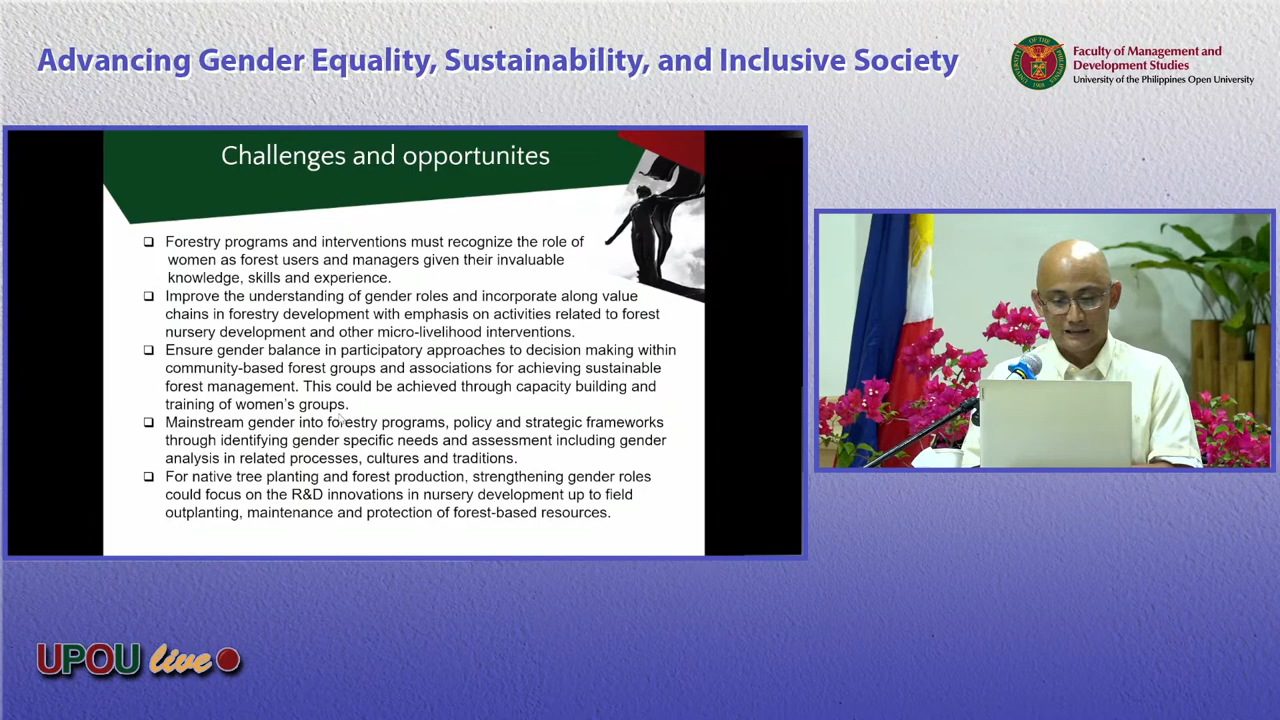 Advancing Gender Equality, Sustainability, and Inclusive Society
Faculty of Management and
Development Studies
University of the Philippines Open University
Challenges and opportunites
Forestry programs and interventions must recognize the role of
women as forest users and managers given their invaluable
knowledge, skills and experience.
Improve the understanding of gender roles and incorporate along value
chains in forestry development with emphasis on activities related to forest
nursery development and other micro-livelihood interventions.
Ensure gender balance in participatory approaches to decision making within
community-based forest groups and associations for achieving sustainable
forest management. This could be achieved through capacity building and
training of women's groups.
Mainstream gender into forestry programs, policy and strategic frameworks
through identifying gender specific needs and assessment including gender
analysis in related processes, cultures and traditions.
For native tree planting and forest production, strengthening gender roles
could focus on the R&D innovations in nursery development up to field
outplanting, maintenance and protection of forest-based resources.
UPOU live